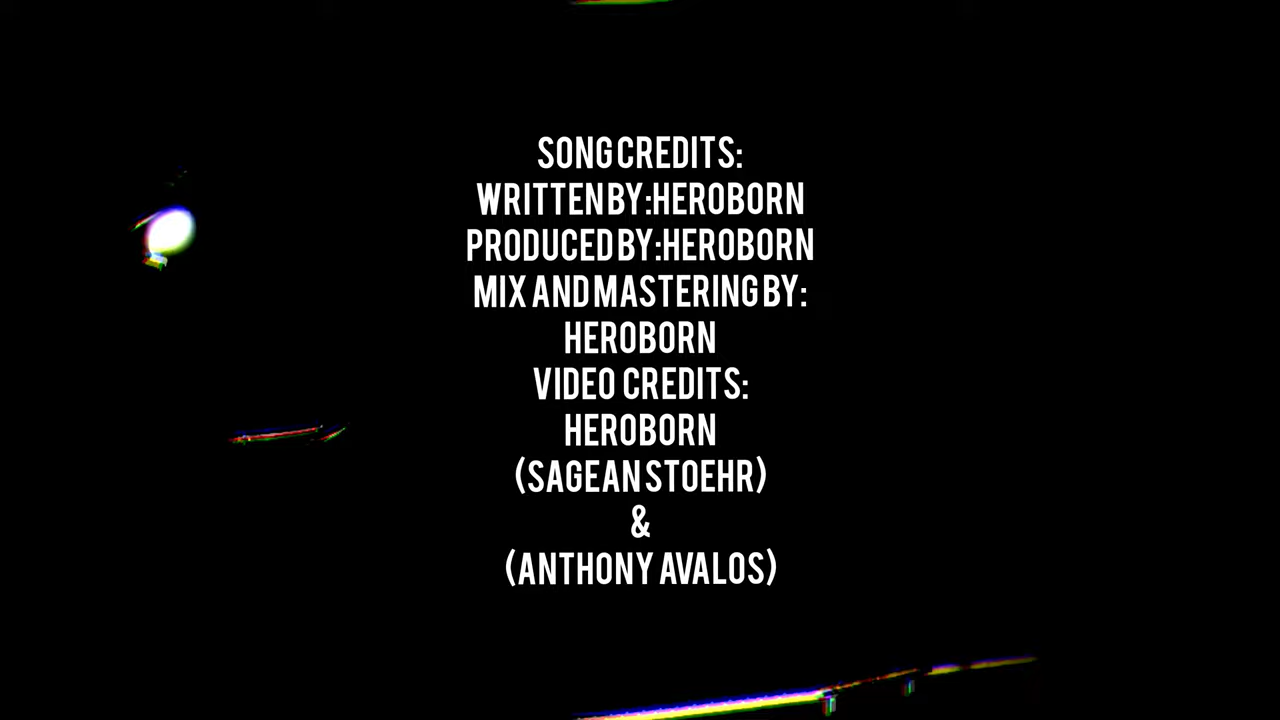 SONG CREDITS:
WRITTEN BY:HEROBORN
PRODUCED BY:HEROBORN
MIX AND MASTERING BY:
HEROBORN
VIDEO CREDITS:
HEROBORN
(SAGEAN STOEHR)
&
(ANTHONY AVALOS)